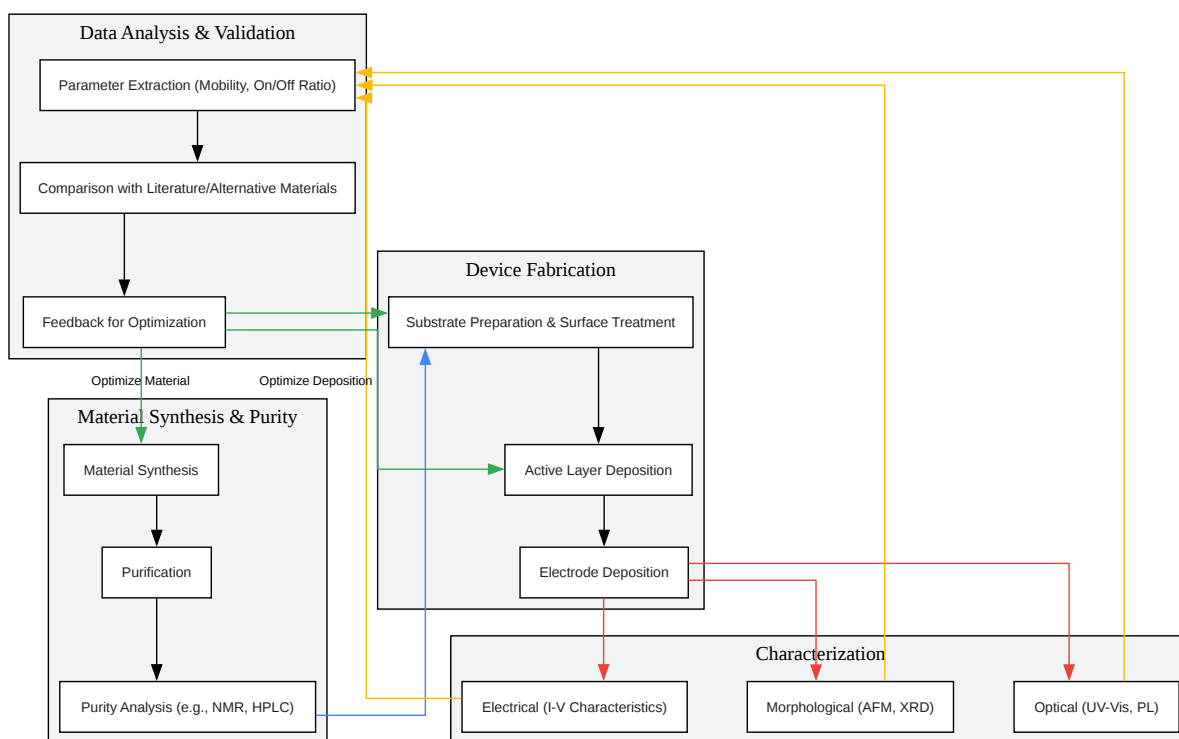 Data Analysis & Validation
Parameter Extraction (Mobility, On/Off Ratio)
Comparison with Literature/Alternative Materials
Feedback for Optimization
Optimize Material
Optimize Deposition
Device Fabrication
Substrate Preparation & Surface Treatment
Active Layer Deposition
Electrode Deposition
Material Synthesis & Purity
Material Synthesis
Purification
Purity Analysis (e.g., NMR, HPLC)
Characterization
Electrical (I-V Characteristics)
Morphological (AFM, XRD)
Optical (UV-Vis, PL)